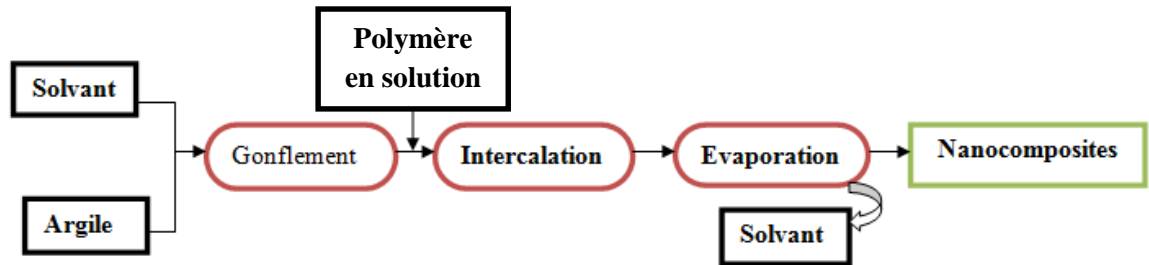 Polymère
en solution
Solvant
Gonflement
Intercalation
Evaporation
Nanocomposites
Argile
Solvant